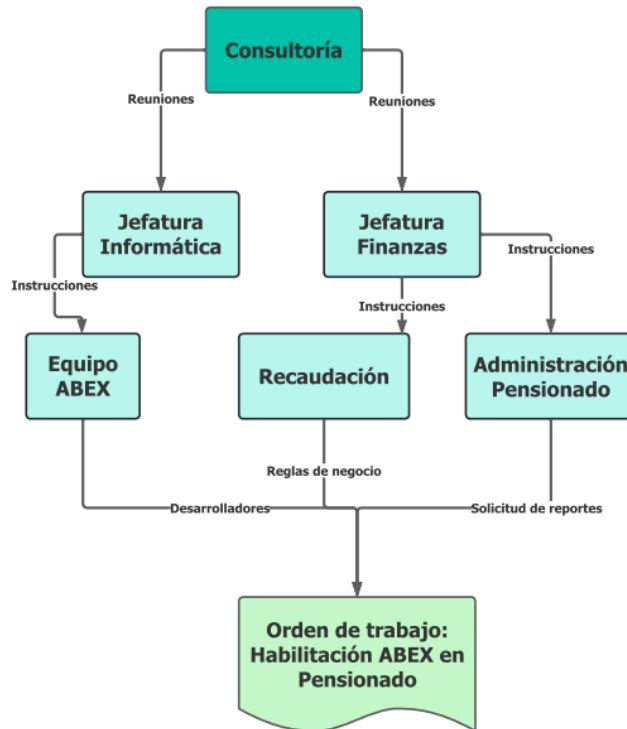 Consultoría
Reuniones
Reuniones
Jefatura
Informática
Jefatura
Finanzas
Instrucciones
Instrucciones
Instrucciones
Equipo
ABEX
Recaudación
Administración
Pensionado
Reglas de negocio
Desarrolladores
Solicitud de reportes
Orden de trabajo:
Habilitación ABEX en
Pensionado